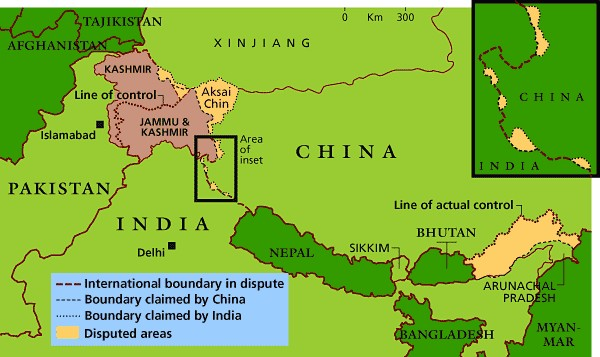 TAJIKISTAN
AFGHANISTAN
0 Km 300
XINJIANG
KASHMIR
Line of control
Aksai
Chin
Islamabad
JAMMU &
KASHMIR
Area
of
inset
CHINA
INDIA
CHINA
PAKISTAN
INDIA
Delhi
NEPAL
SIKKIM
BHUTAN
Line of actual control
ARUNACHAL
PRADESH
BANGLADESH
MYAN-
MAR
International boundary in dispute
Boundary claimed by China
Boundary claimed by India
Disputed areas